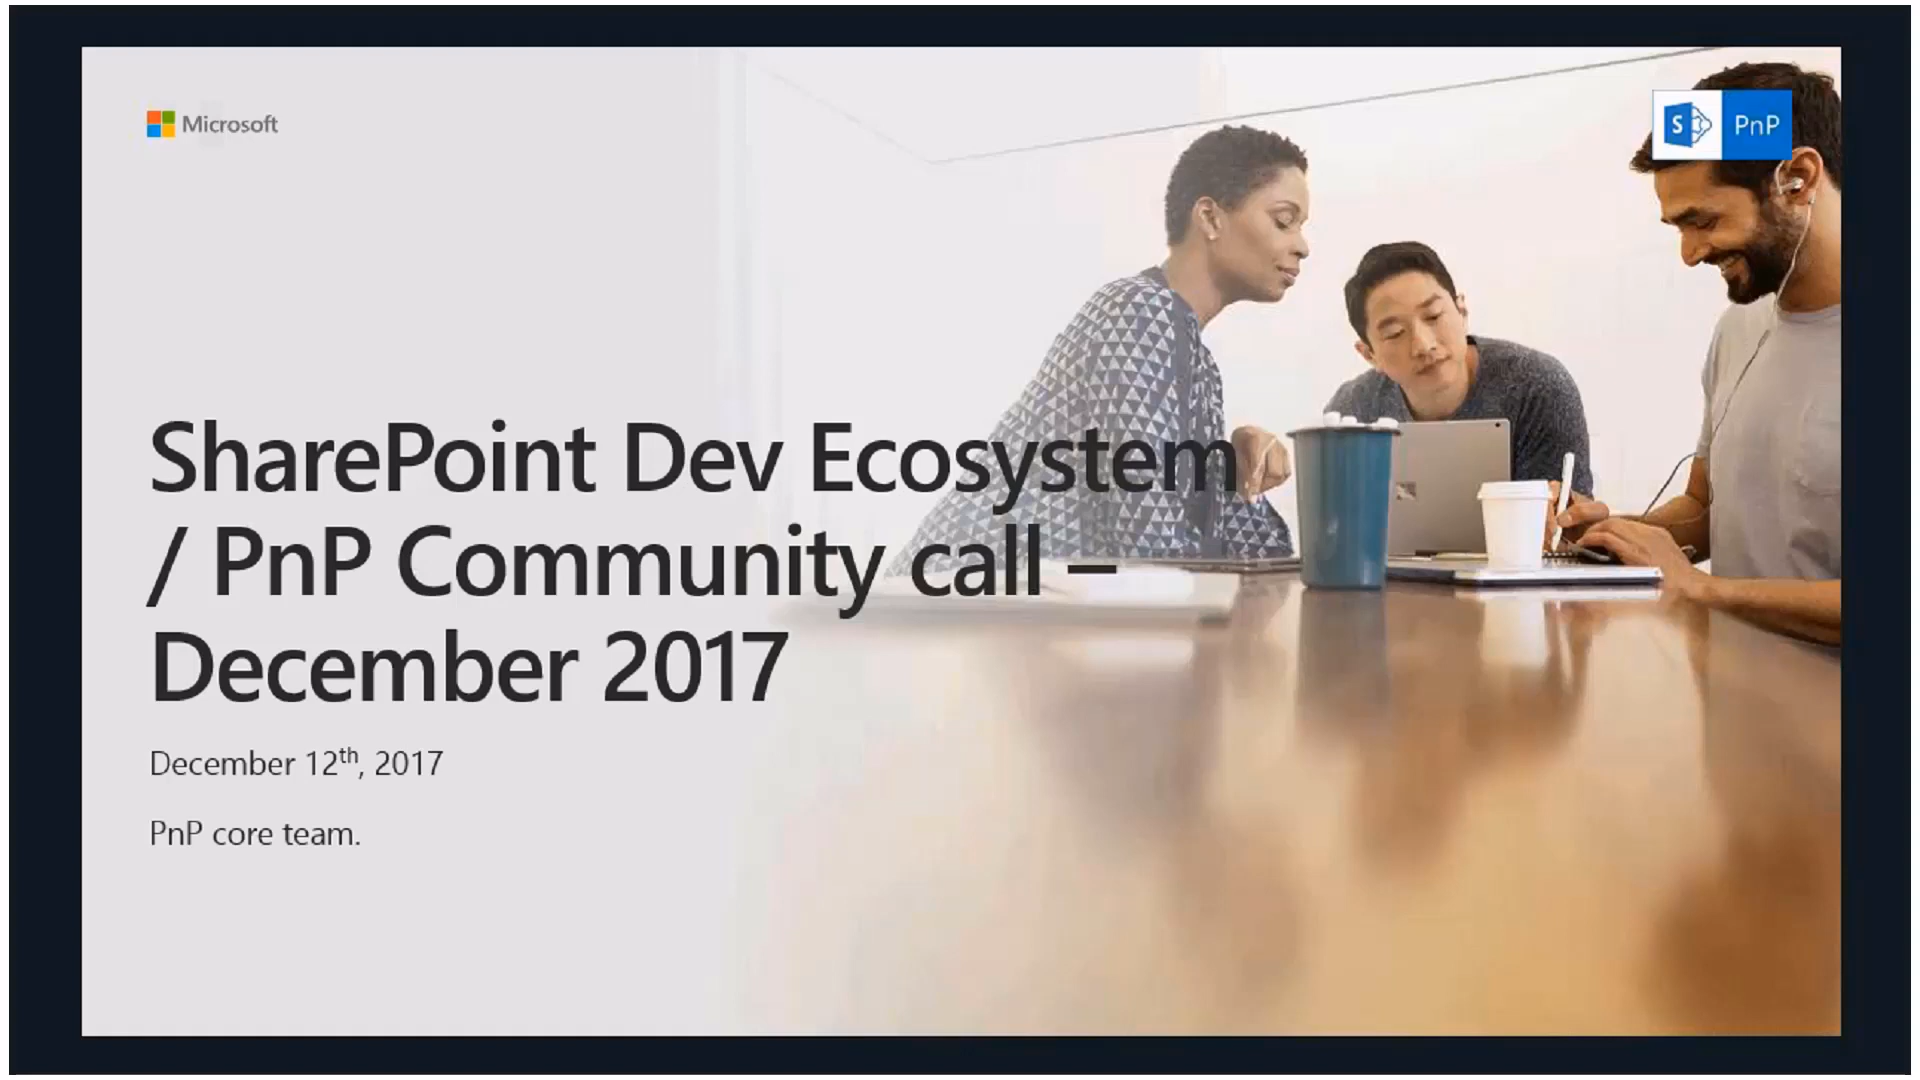 Microsoft
S PnP
SharePoint Dev Ecosystem
/ PnP Community call –
December 2017
December 12th, 2017
PnP core team.